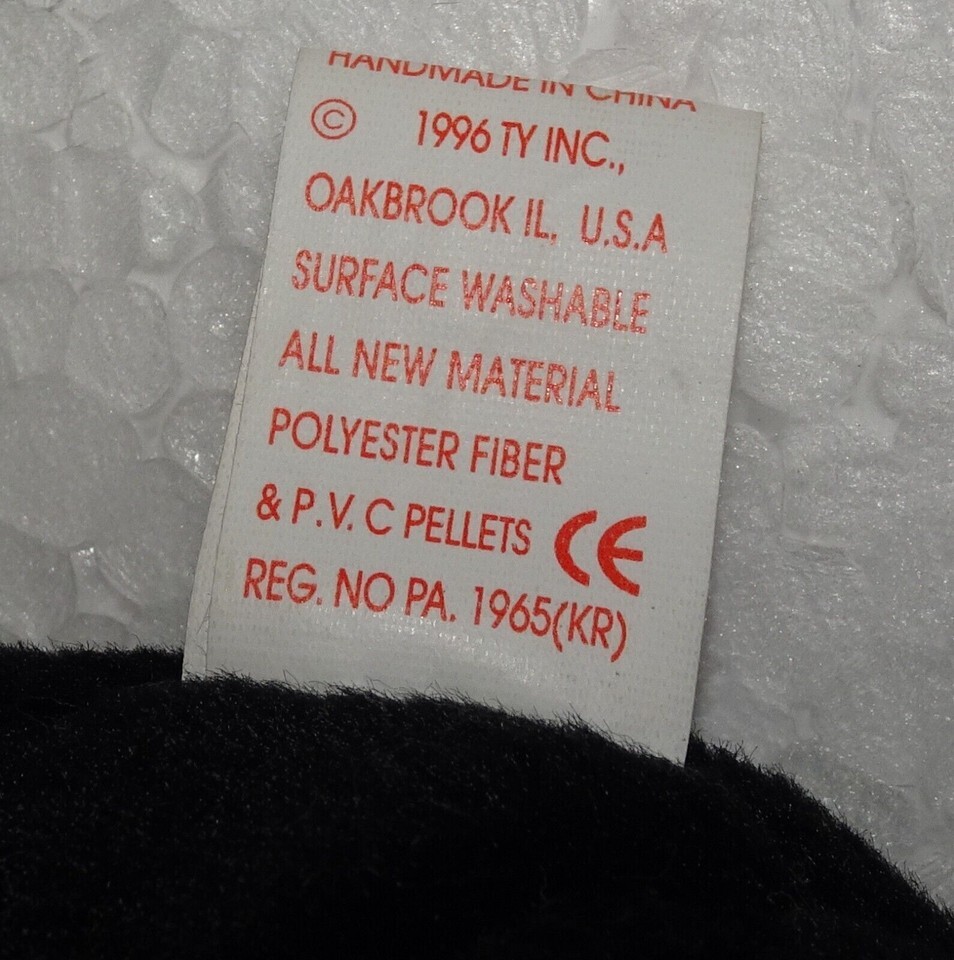 HANDMADE IN CHINA
© 1996 TY INC.,
OAKBROOK IL, U.S.A
SURFACE WASHABLE
ALL NEW MATERIAL
POLYESTER FIBER
& P.V.C PELLETS CE
REG. NO PA. 1965(KR)